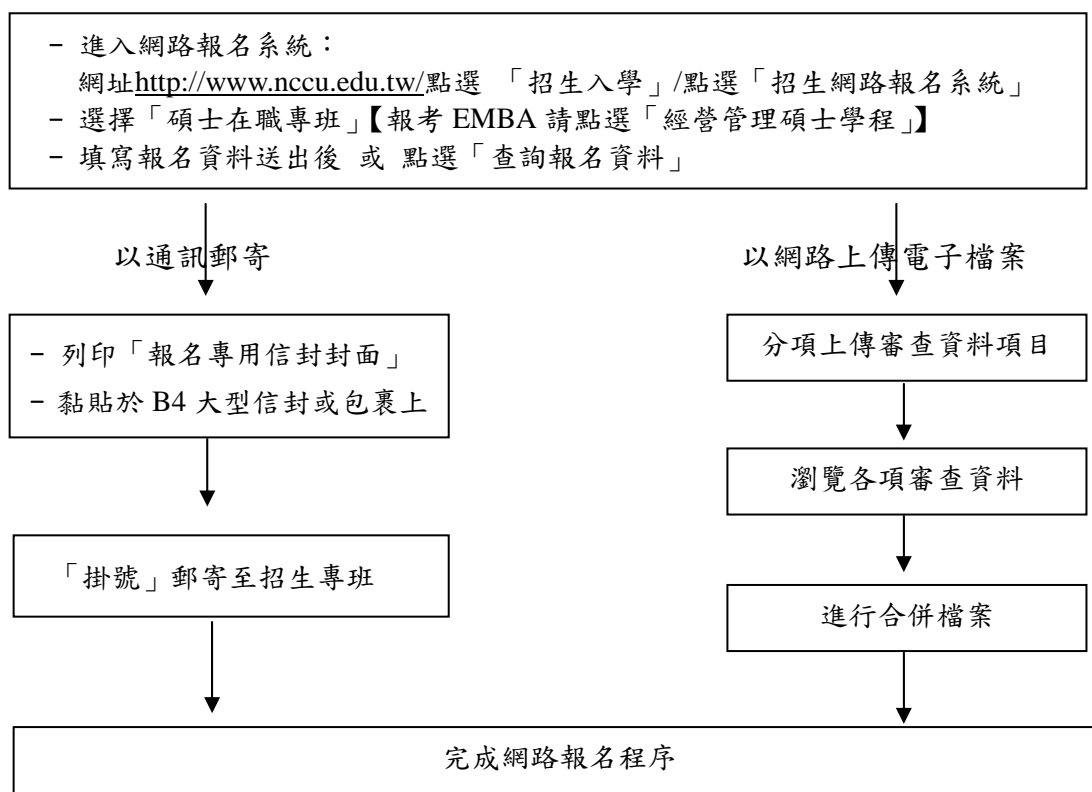 - 進入網路報名系統：
網址http://www.nccu.edu.tw/點選 「招生入學」/點選「招生網路報名系統」
- 選擇「碩士在職專班」【報考 EMBA 請點選「經營管理碩士學程」】
- 填寫報名資料送出後 或 點選「查詢報名資料」
以通訊郵寄
以網路上傳電子檔案
- 列印「報名專用信封封面」
- 黏貼於 B4 大型信封或包裹上
「掛號」郵寄至招生專班
分項上傳審查資料項目
瀏覽各項審查資料
進行合併檔案
完成網路報名程序